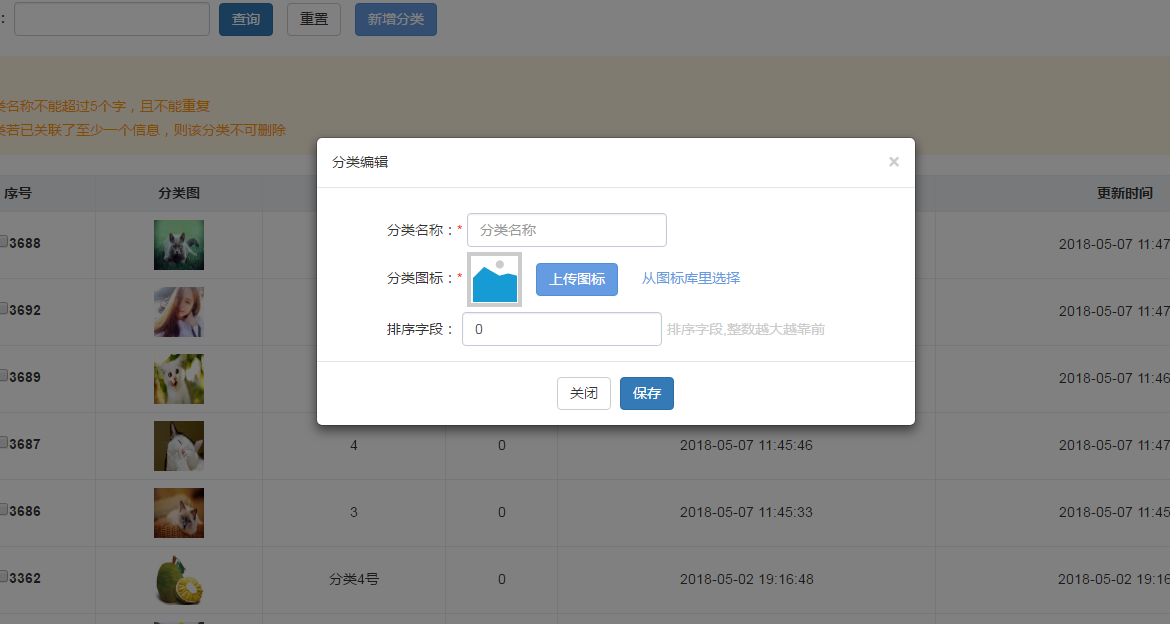 :
查询
重置
新增分类
类名称不能超过5个字，且不能重复
类若已关联了至少一个信息，则该分类不可删除
分类编辑
×
序号
分类图
更新时间
分类名称：*
分类名称
3688
2018-05-07 11:47
分类图标：*
上传图标
从图标库里选择
3692
2018-05-07 11:47
排序字段：
0
排序字段,整数越大越靠前
3689
2018-05-07 11:46
关闭
保存
3687
4
0
2018-05-07 11:45:46
2018-05-07 11:47
3686
3
0
2018-05-07 11:45:33
2018-05-07 11:45
3362
分类4号
0
2018-05-02 19:16:48
2018-05-02 19:16